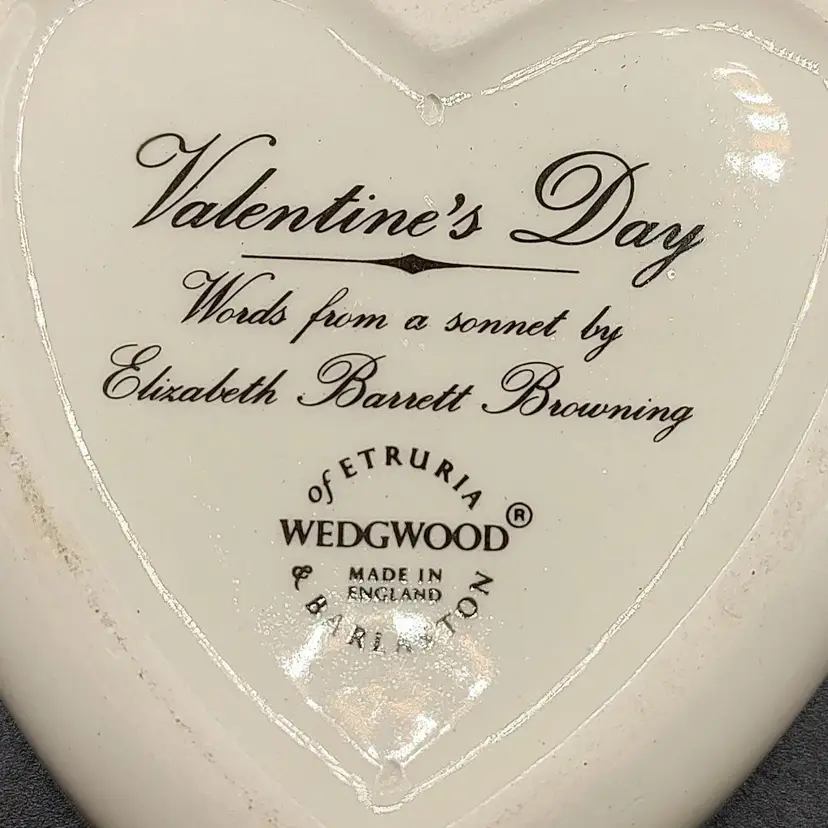 Valentine's Day
Words from a sonnet by
Elizabeth Barrett Browning
of ETRURIA
WEDGWOOD®
MADE IN
ENGLAND
& BARLASTON